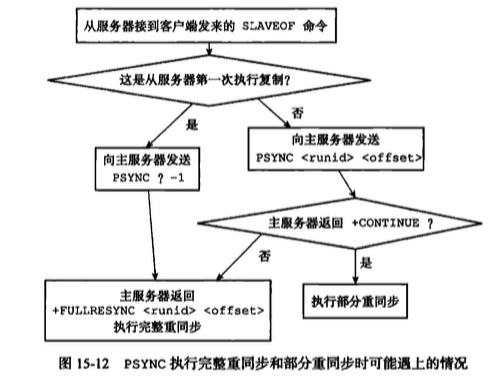 从服务器接到客户端发来的 SLAVEOF 命令
这是从服务器第一次执行复制？
是
否
向主服务器发送
PSYNC ? -1
向主服务器发送
PSYNC <runid> <offset>
主服务器返回 +CONTINUE ？
否
是
主服务器返回
+FULLRESYNC <runid> <offset>
执行完整重同步
执行部分重同步
图 15-12 PSYNC 执行完整重同步和部分重同步时可能遇上的情况